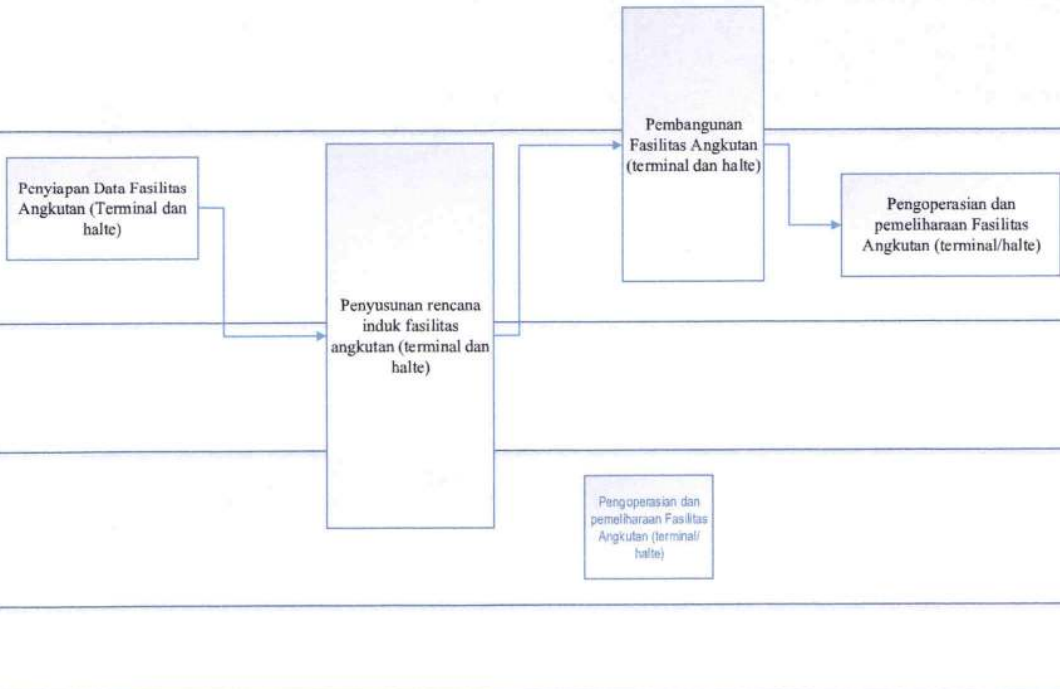 Penyiapan Data Fasilitas
Angkutan (Terminal dan
halte)
Penyusunan rencana
induk fasilitas
angkutan (terminal dan
halte)
Pembangunan
Fasilitas Angkutan
(terminal dan halte)
Pengoperasian dan
pemeliharaan Fasilitas
Angkutan (terminal/halte)
Pengoperasian dan
pemeliharaan Fasilitas
Angkutan (terminal/
halte)